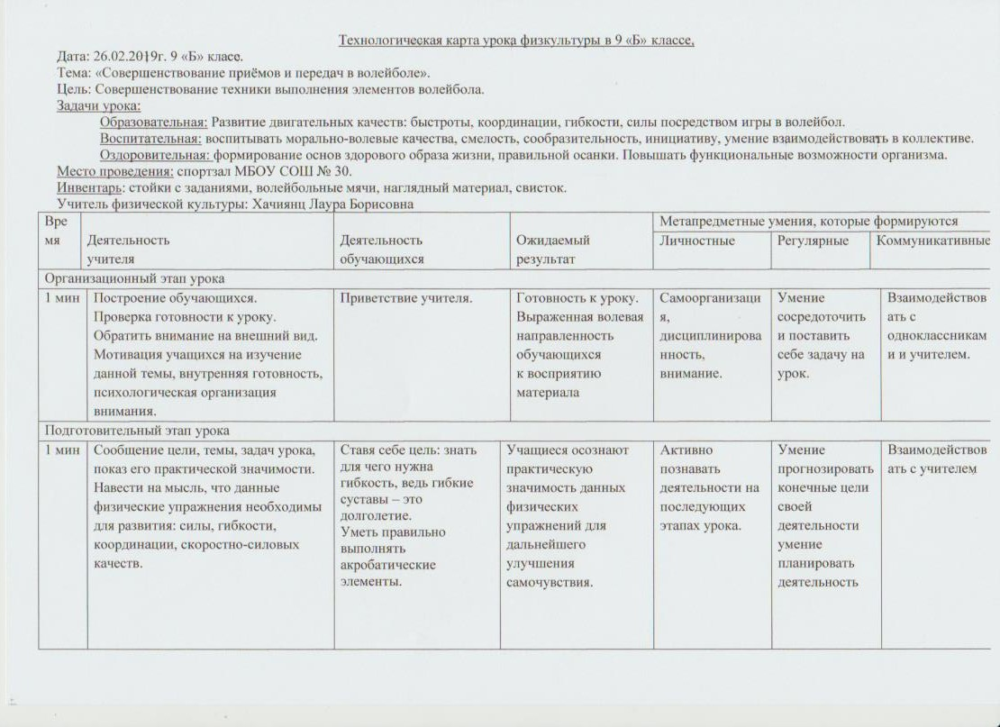 Технологическая карта урока физкультуры в 9 «Б» классе.
Дата: 26.02.2019г. 9 «Б» класс.
Тема: «Совершенствование приёмов и передач в волейболе».
Цель: Совершенствование техники выполнения элементов волейбола.
Задачи урока:
Образовательная: Развитие двигательных качеств: быстроты, координации, гибкости, силы посредством игры в волейбол.
Воспитательная: воспитывать морально-волевые качества, смелость, сообразительность, инициативу, умение взаимодействовать в коллективе.
Оздоровительная: формирование основ здорового образа жизни, правильной осанки. Повышать функциональные возможности организма.
Место проведения: спортзал МБОУ СОШ № 30.
Инвентарь: стойки с заданиями, волейбольные мячи, наглядный материал, свисток.
Учитель физической культуры: Хачиянц Лаура Борисовна
Вре
мя
Деятельность
учителя
Деятельность
обучающихся
Ожидаемый
результат
Метапредметные умения, которые формируются
Личностные
Регулярные
Коммуникативные
Организационный этап урока
1 мин
Построение обучающихся.
Проверка готовности к уроку.
Обратить внимание на внешний вид.
Мотивация учащихся на изучение
данной темы, внутренняя готовность,
психологическая организация
внимания.
Приветствие учителя.
Готовность к уроку.
Выраженная волевая
направленность
обучающихся
к восприятию
материала
Самоорганизаци
я,
дисциплинирова
нность,
внимание.
Умение
сосредоточить
и поставить
себе задачу на
урок.
Взаимодействов
ать с
одноклассникам
и и учителем.
Подготовительный этап урока
1 мин
Сообщение цели, темы, задач урока,
показ его практической значимости.
Навести на мысль, что данные
физические упражнения необходимы
для развития: силы, гибкости,
координации, скоростно-силовых
качеств.
Ставя себе цель: знать
для чего нужна
гибкость, ведь гибкие
суставы – это
долголетие.
Уметь правильно
выполнять
акробатические
элементы.
Учащиеся осознают
практическую
значимость данных
физических
упражнений для
дальнейшего
улучшения
самочувствия.
Активно
познавать
деятельности на
последующих
этапах урока.
Умение
прогнозировать
конечные цели
своей
деятельности
умение
планировать
деятельность
Взаимодействов
ать с учителем